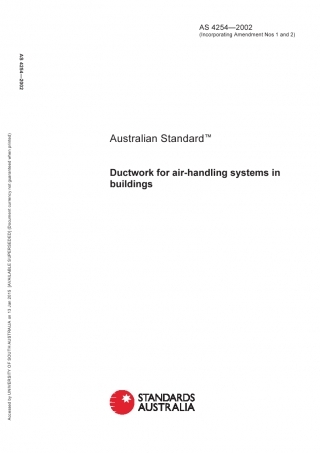 AS 4254—2002
(Incorporating Amendment Nos 1 and 2)
AS 4254—2002
Australian Standard™
Ductwork for air-handling systems in
buildings
Accessed by UNIVERSITY OF SOUTH AUSTRALIA on 15 Jan 2015 [AVAILABLE SUPERSEDED] (Document currency not guaranteed when printed)
STANDARDS
AUSTRALIA